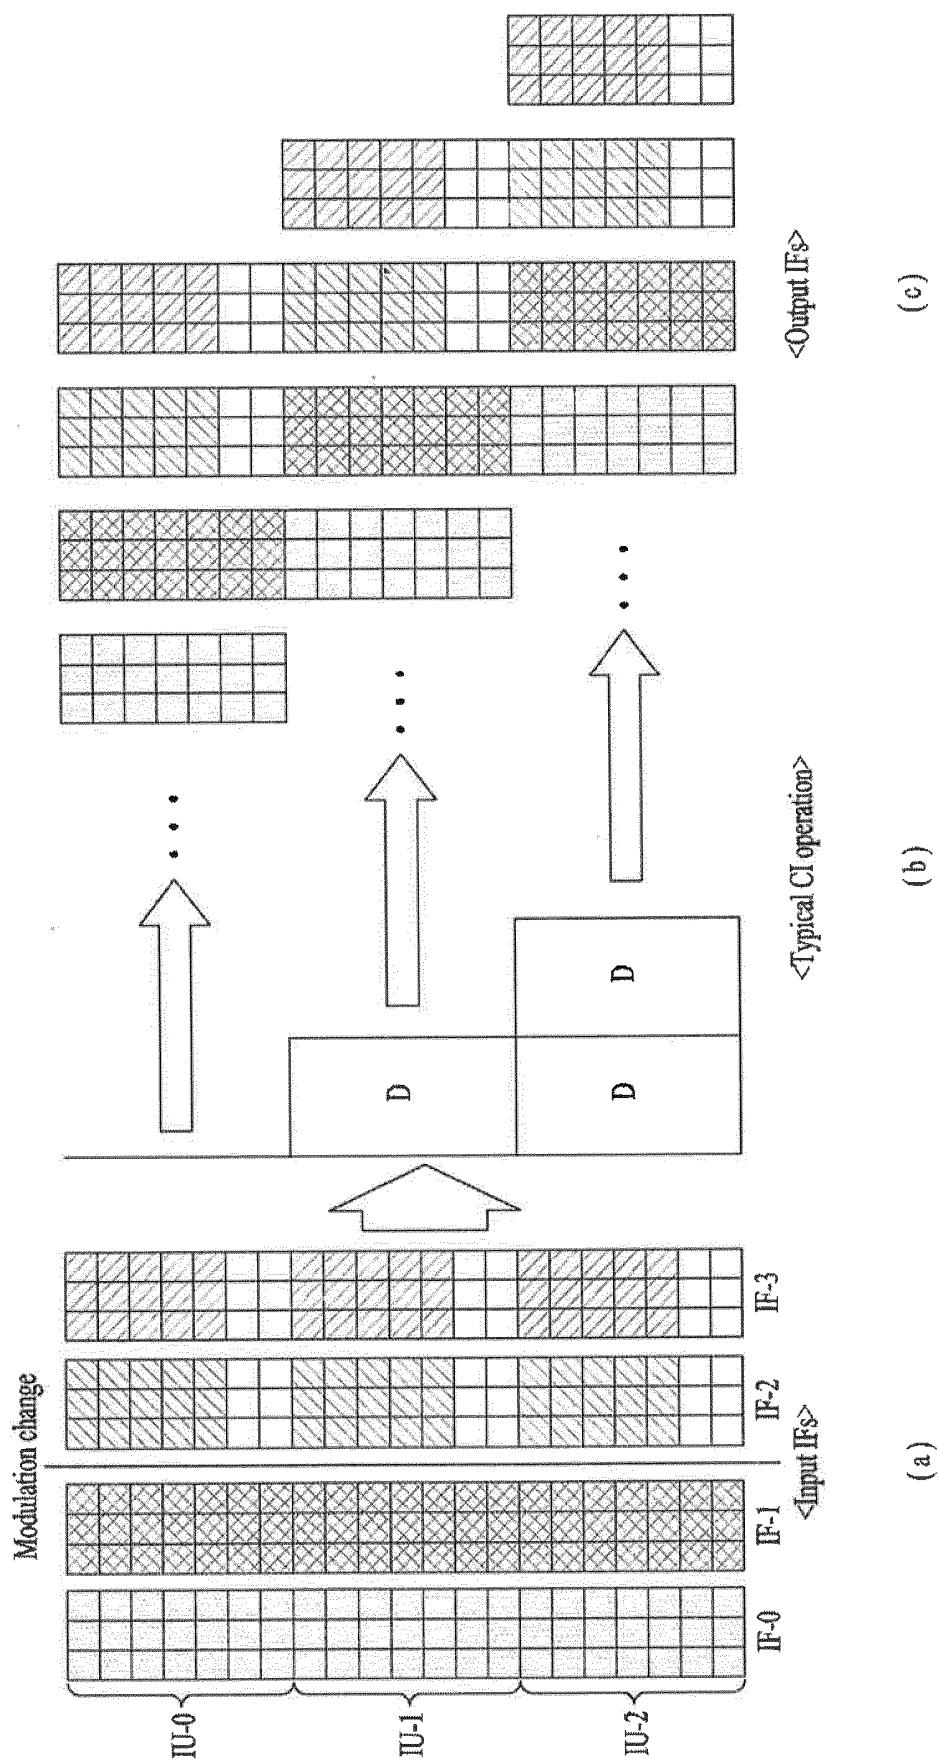 Modulation change
IU-0
IU-1
IU-2
IF-0
IF-1
IF-2
IF-3
D
D
D
<Input IFs>
<Typical CI operation>
<Output IFs>
(a)
(b)
(c)